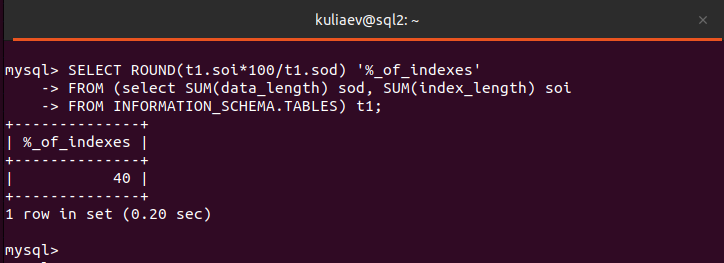 kuliaev@sql2: ~
mysql> SELECT ROUND(t1.soi*100/t1.sod) '%_of_indexes'
    -> FROM (select SUM(data_length) sod, SUM(index_length) soi
    -> FROM INFORMATION_SCHEMA.TABLES) t1;
+--------------+
| %_of_indexes |
+--------------+
|           40 |
+--------------+
1 row in set (0.20 sec)
mysql>